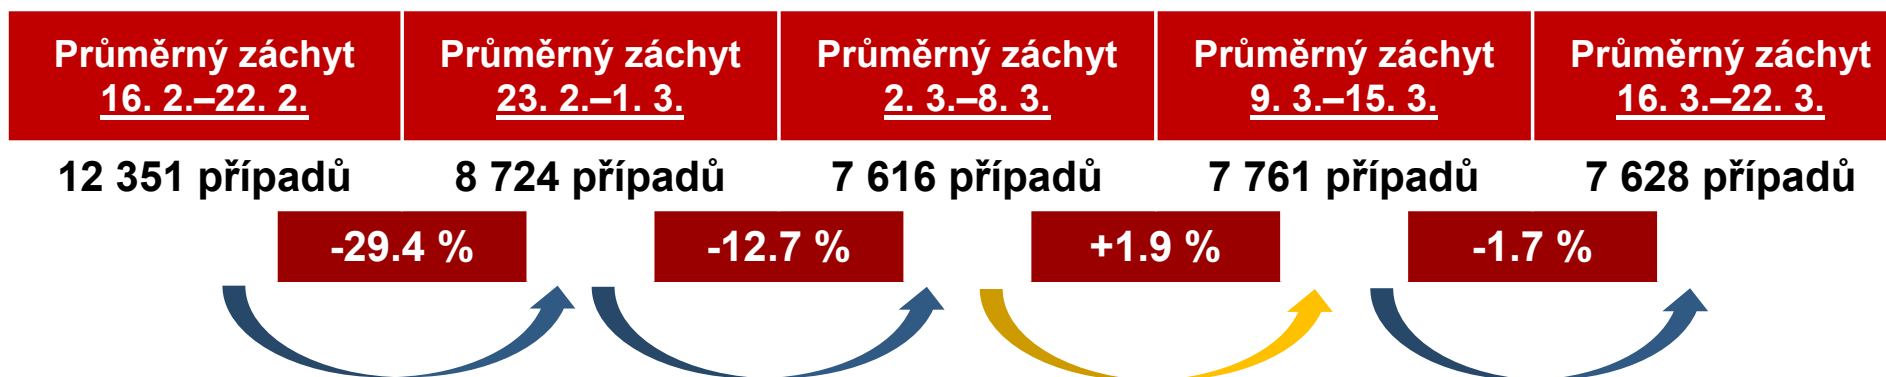 Průměrný záchyt
16. 2.–22. 2.
Průměrný záchyt
23. 2.–1. 3.
Průměrný záchyt
2. 3.–8. 3.
Průměrný záchyt
9. 3.–15. 3.
Průměrný záchyt
16. 3.–22. 3.
12 351 případů
8 724 případů
7 616 případů
7 761 případů
7 628 případů
-29.4 %
-12.7 %
+1.9 %
-1.7 %